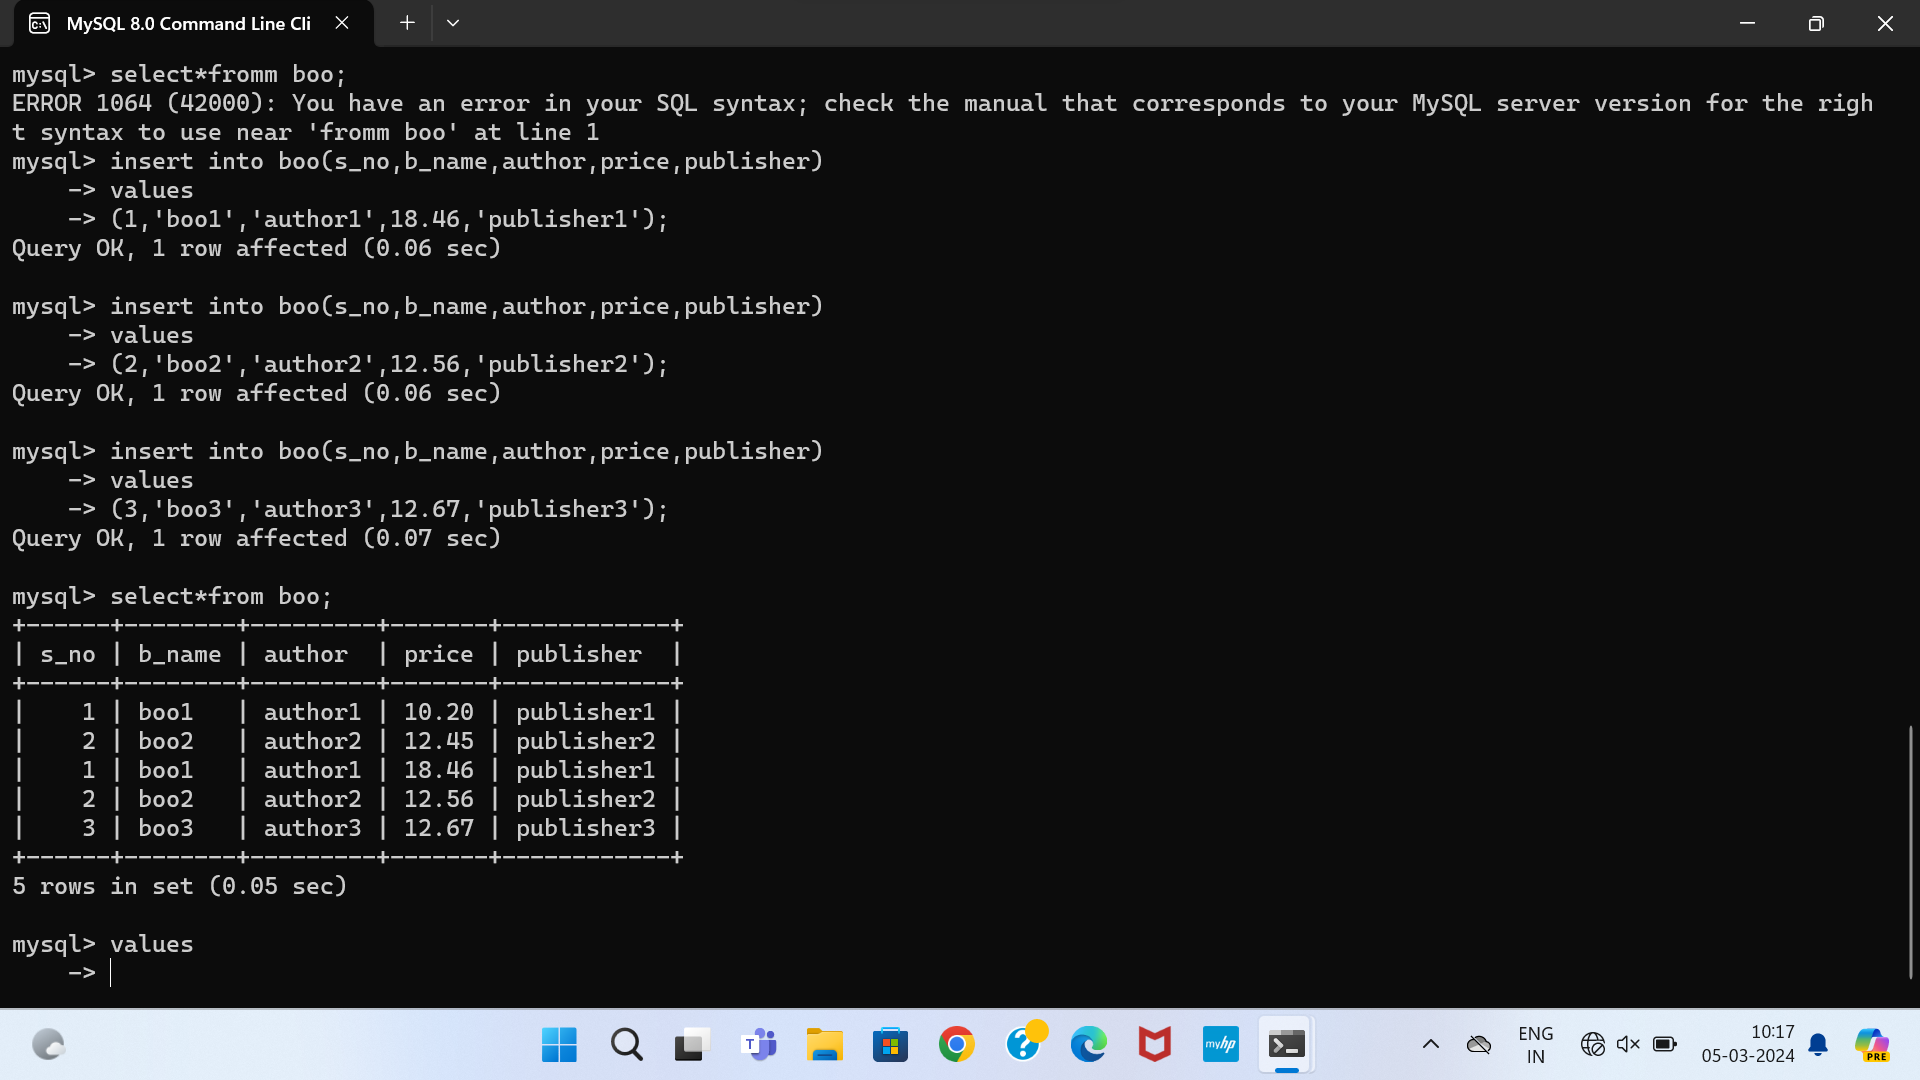 MySQL 8.0 Command Line Cli
mysql> select*fromm boo;
ERROR 1064 (42000): You have an error in your SQL syntax; check the manual that corresponds to your MySQL server version for the righ
t syntax to use near 'fromm boo' at line 1
mysql> insert into boo(s_no,b_name,author,price,publisher)
    -> values
    -> (1,'boo1','author1',18.46,'publisher1');
Query OK, 1 row affected (0.06 sec)
mysql> insert into boo(s_no,b_name,author,price,publisher)
    -> values
    -> (2,'boo2','author2',12.56,'publisher2');
Query OK, 1 row affected (0.06 sec)
mysql> insert into boo(s_no,b_name,author,price,publisher)
    -> values
    -> (3,'boo3','author3',12.67,'publisher3');
Query OK, 1 row affected (0.07 sec)
mysql> select*from boo;
+------+--------+---------+-------+------------+
| s_no | b_name | author  | price | publisher  |
+------+--------+---------+-------+------------+
|    1 | boo1   | author1 | 10.20 | publisher1 |
|    2 | boo2   | author2 | 12.45 | publisher2 |
|    1 | boo1   | author1 | 18.46 | publisher1 |
|    2 | boo2   | author2 | 12.56 | publisher2 |
|    3 | boo3   | author3 | 12.67 | publisher3 |
+------+--------+---------+-------+------------+
5 rows in set (0.05 sec)
mysql> values
    ->
T
myhp
ENG
IN
10:17
05-03-2024
PRE